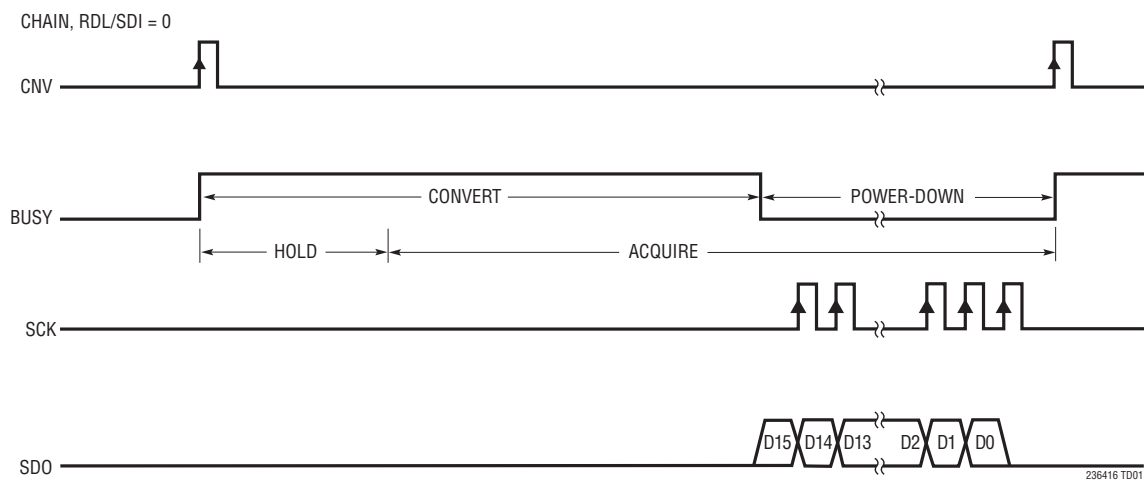 CHAIN, RDL/SDI = 0
CNV
CONVERT
POWER-DOWN
BUSY
HOLD
ACQUIRE
SCK
D15 D14 D13 D2 D1 D0
SDO
236416 TD01